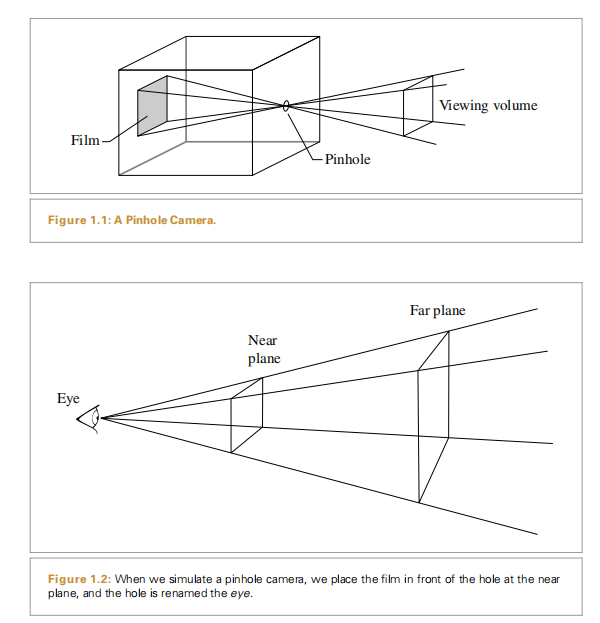 Viewing volume
Film
Pinhole
Figure 1.1: A Pinhole Camera.
Far plane
Near
plane
Eye
Figure 1.2: When we simulate a pinhole camera, we place the film in front of the hole at the near
plane, and the hole is renamed the eye.